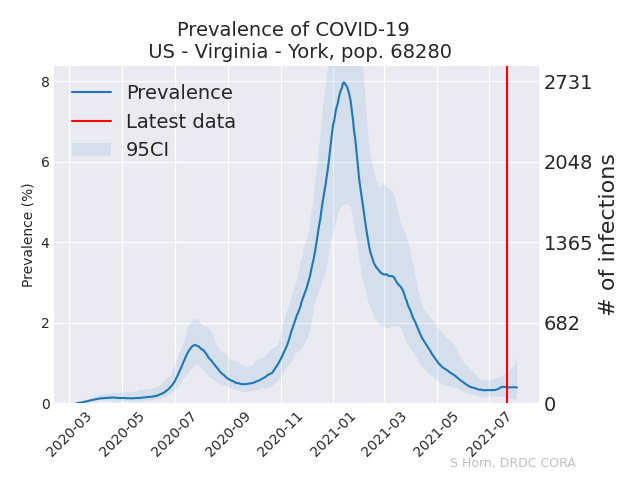 Prevalence of COVID-19
US - Virginia - York, pop. 68280
Prevalence
Latest data
95CI
Prevalence (%)
8
6
4
2
0
2731
2048
1365
682
0
# of infections
2020-03
2020-05
2020-07
2020-09
2020-11
2021-01
2021-03
2021-05
2021-07
S Horn, DRDC CORA